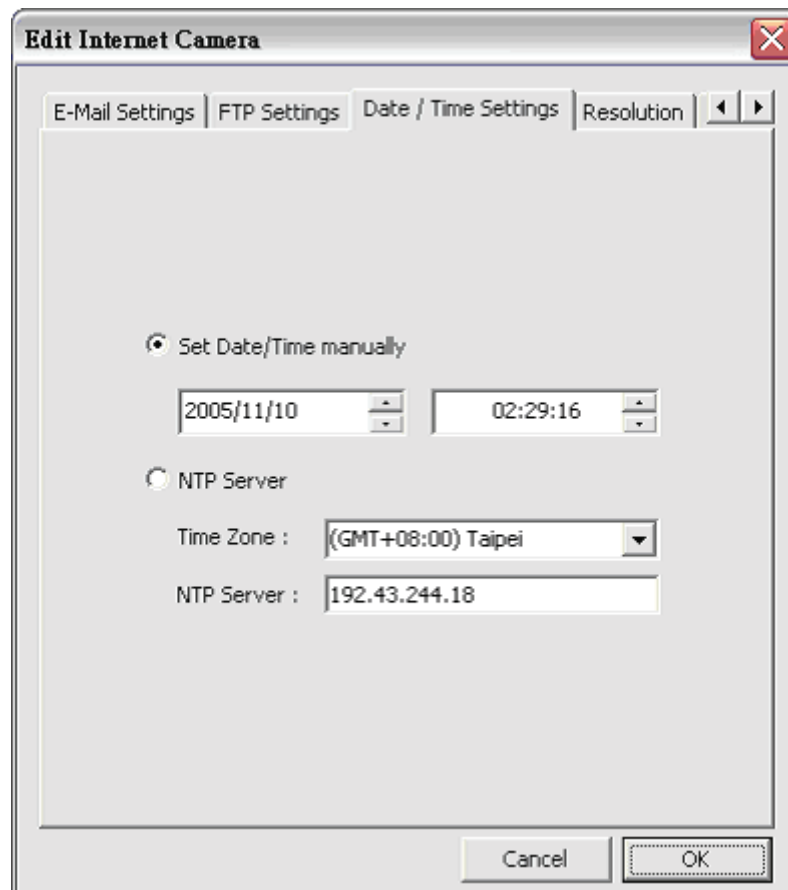 Edit Internet Camera
E-Mail Settings FTP Settings Date / Time Settings Resolution
Set Date/Time manually
2005/11/10 02:29:16
NTP Server
Time Zone : (GMT+08:00) Taipei
NTP Server : 192.43.244.18
Cancel OK